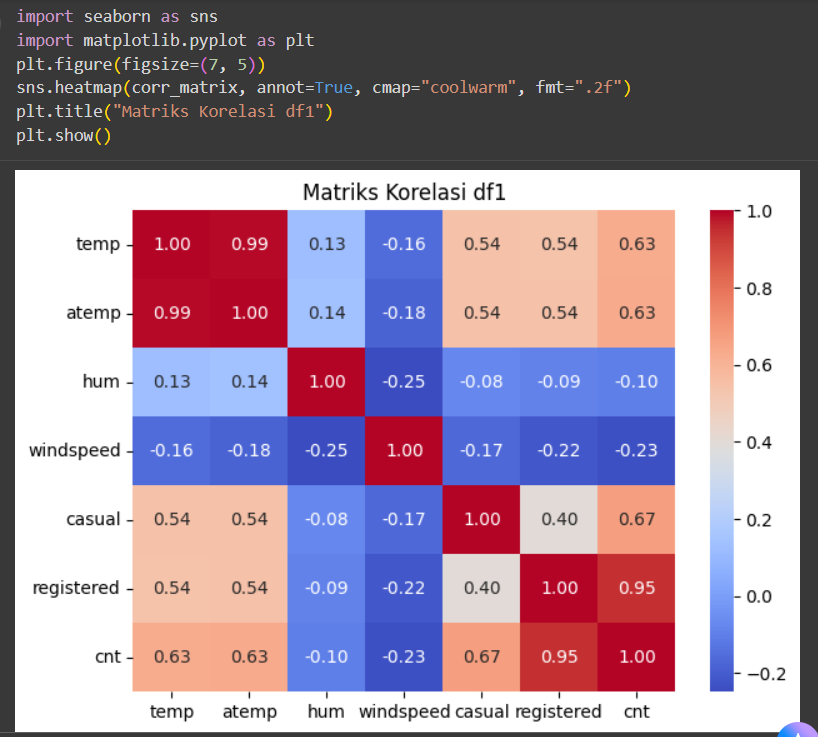 import seaborn as sns
import matplotlib.pyplot as plt
plt.figure(figsize=(7, 5))
sns.heatmap(corr_matrix, annot=True, cmap="coolwarm", fmt=".2f")
plt.title("Matriks Korelasi df1")
plt.show()
Matriks Korelasi df1
temp 1.00 0.99 0.13 -0.16 0.54 0.54 0.63
atemp 0.99 1.00 0.14 -0.18 0.54 0.54 0.63
hum 0.13 0.14 1.00 -0.25 -0.08 -0.09 -0.10
windspeed -0.16 -0.18 -0.25 1.00 -0.17 -0.22 -0.23
casual 0.54 0.54 -0.08 -0.17 1.00 0.40 0.67
registered 0.54 0.54 -0.09 -0.22 0.40 1.00 0.95
cnt 0.63 0.63 -0.10 -0.23 0.67 0.95 1.00
temp atemp hum windspeed casual registered cnt
1.0
0.8
0.6
0.4
0.2
0.0
−0.2